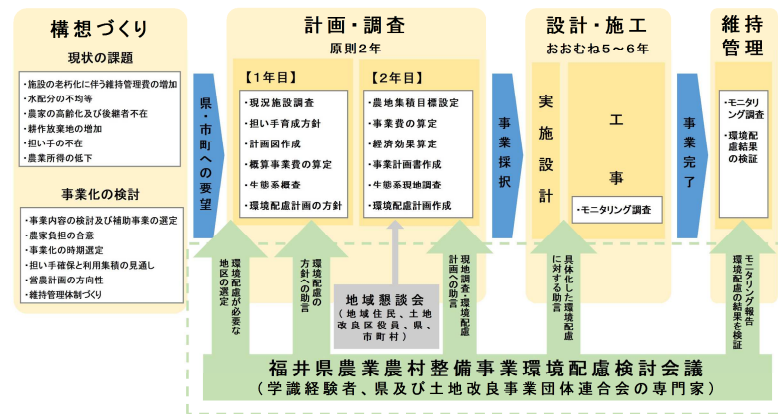 構想づくり
現状の課題
・施設の老朽化に伴う維持管理費の増加
・水配分の不均等
・農家の高齢化及び後継者不在
・耕作放棄地の増加
・担い手の不在
・農業所得の低下
事業化の検討
・事業内容の検討及び補助事業の選定
・農家負担の合意
・事業化の時期選定
・担い手確保と利用集積の見通し
・営農計画の方向性
・維持管理体制づくり
県・市町への要望
計画・調査
原則2年
【1年目】
・現況施設調査
・担い手育成方針
・計画図作成
・概算事業費の算定
・生態系概査
・環境配慮計画の方針
【2年目】
・農地集積目標設定
・事業費の算定
・経済効果算定
・事業計画書作成
・生態系現地調査
・環境配慮計画作成
事業採択
設計・施工
おおむね5~6年
実施設計
工事
・モニタリング調査
事業完了
維持
管理
・モニタ
リング調査
・環境配
慮結果
の検証
環境配慮が必要な
地区の選定
環境配慮の
方針への助言
地域懇談会
(地域住民、土地
改良区役員、県、
市町村)
現地調査・環境配慮
計画への助言
具体化した環境配慮
に対する助言
モニタリング報告
環境配慮の結果を検証
福井県農業農村整備事業環境配慮検討会議
(学識経験者、県及び土地改良事業団体連合会の専門家)